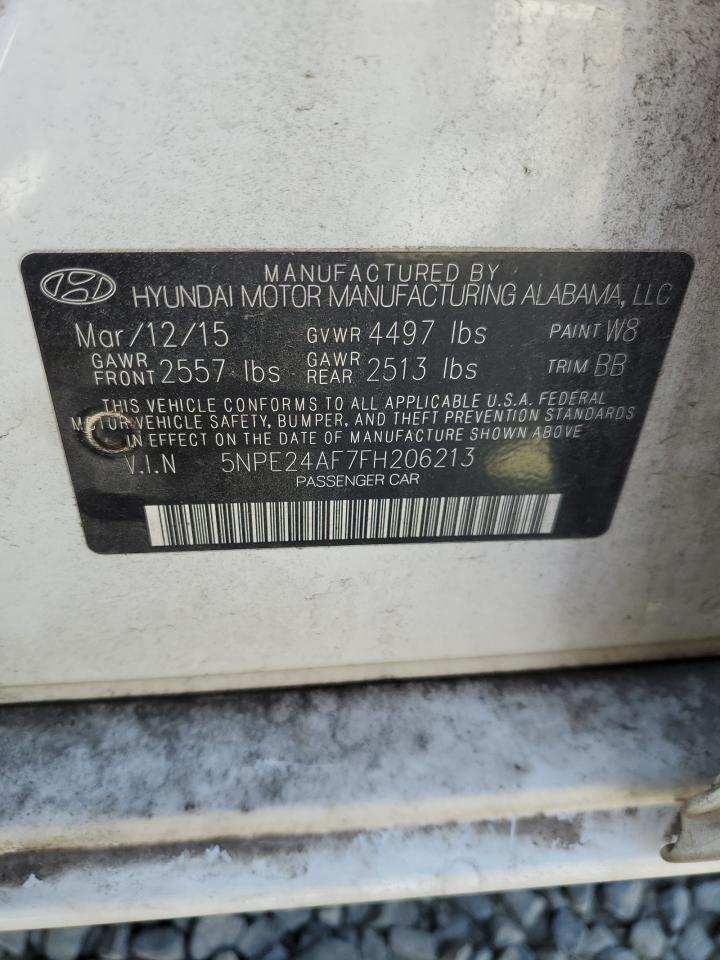 MANUFACTURED BY
HYUNDAI MOTOR MANUFACTURING ALABAMA, LLC
Mar/12/15 GVWR 4497 lbs PAINT W8
GAWR FRONT 2557 lbs GAWR REAR 2513 lbs TRIM BB
THIS VEHICLE CONFORMS TO ALL APPLICABLE U.S.A. FEDERAL
MOTOR VEHICLE SAFETY, BUMPER, AND THEFT PREVENTION STANDARDS
IN EFFECT ON THE DATE OF MANUFACTURE SHOWN ABOVE
V.I.N 5NPE24AF7FH206213
PASSENGER CAR